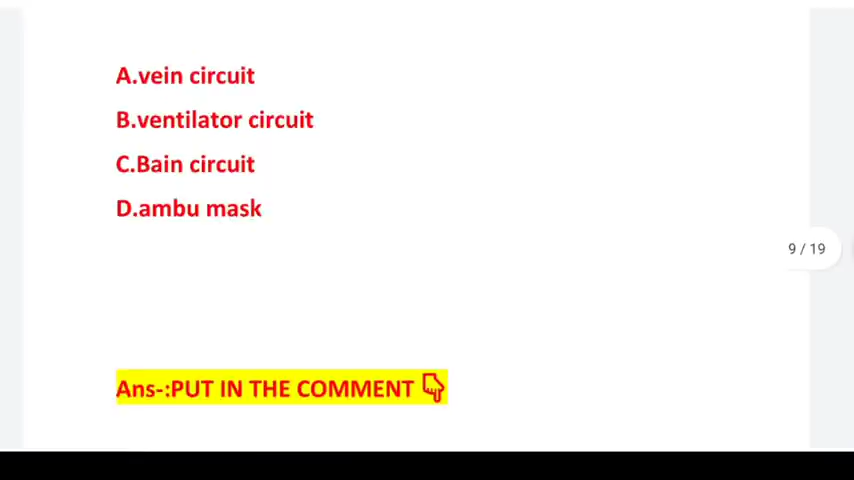 A.vein circuit
B.ventilator circuit
C.Bain circuit
D.ambu mask
9 / 19
Ans-:PUT IN THE COMMENT